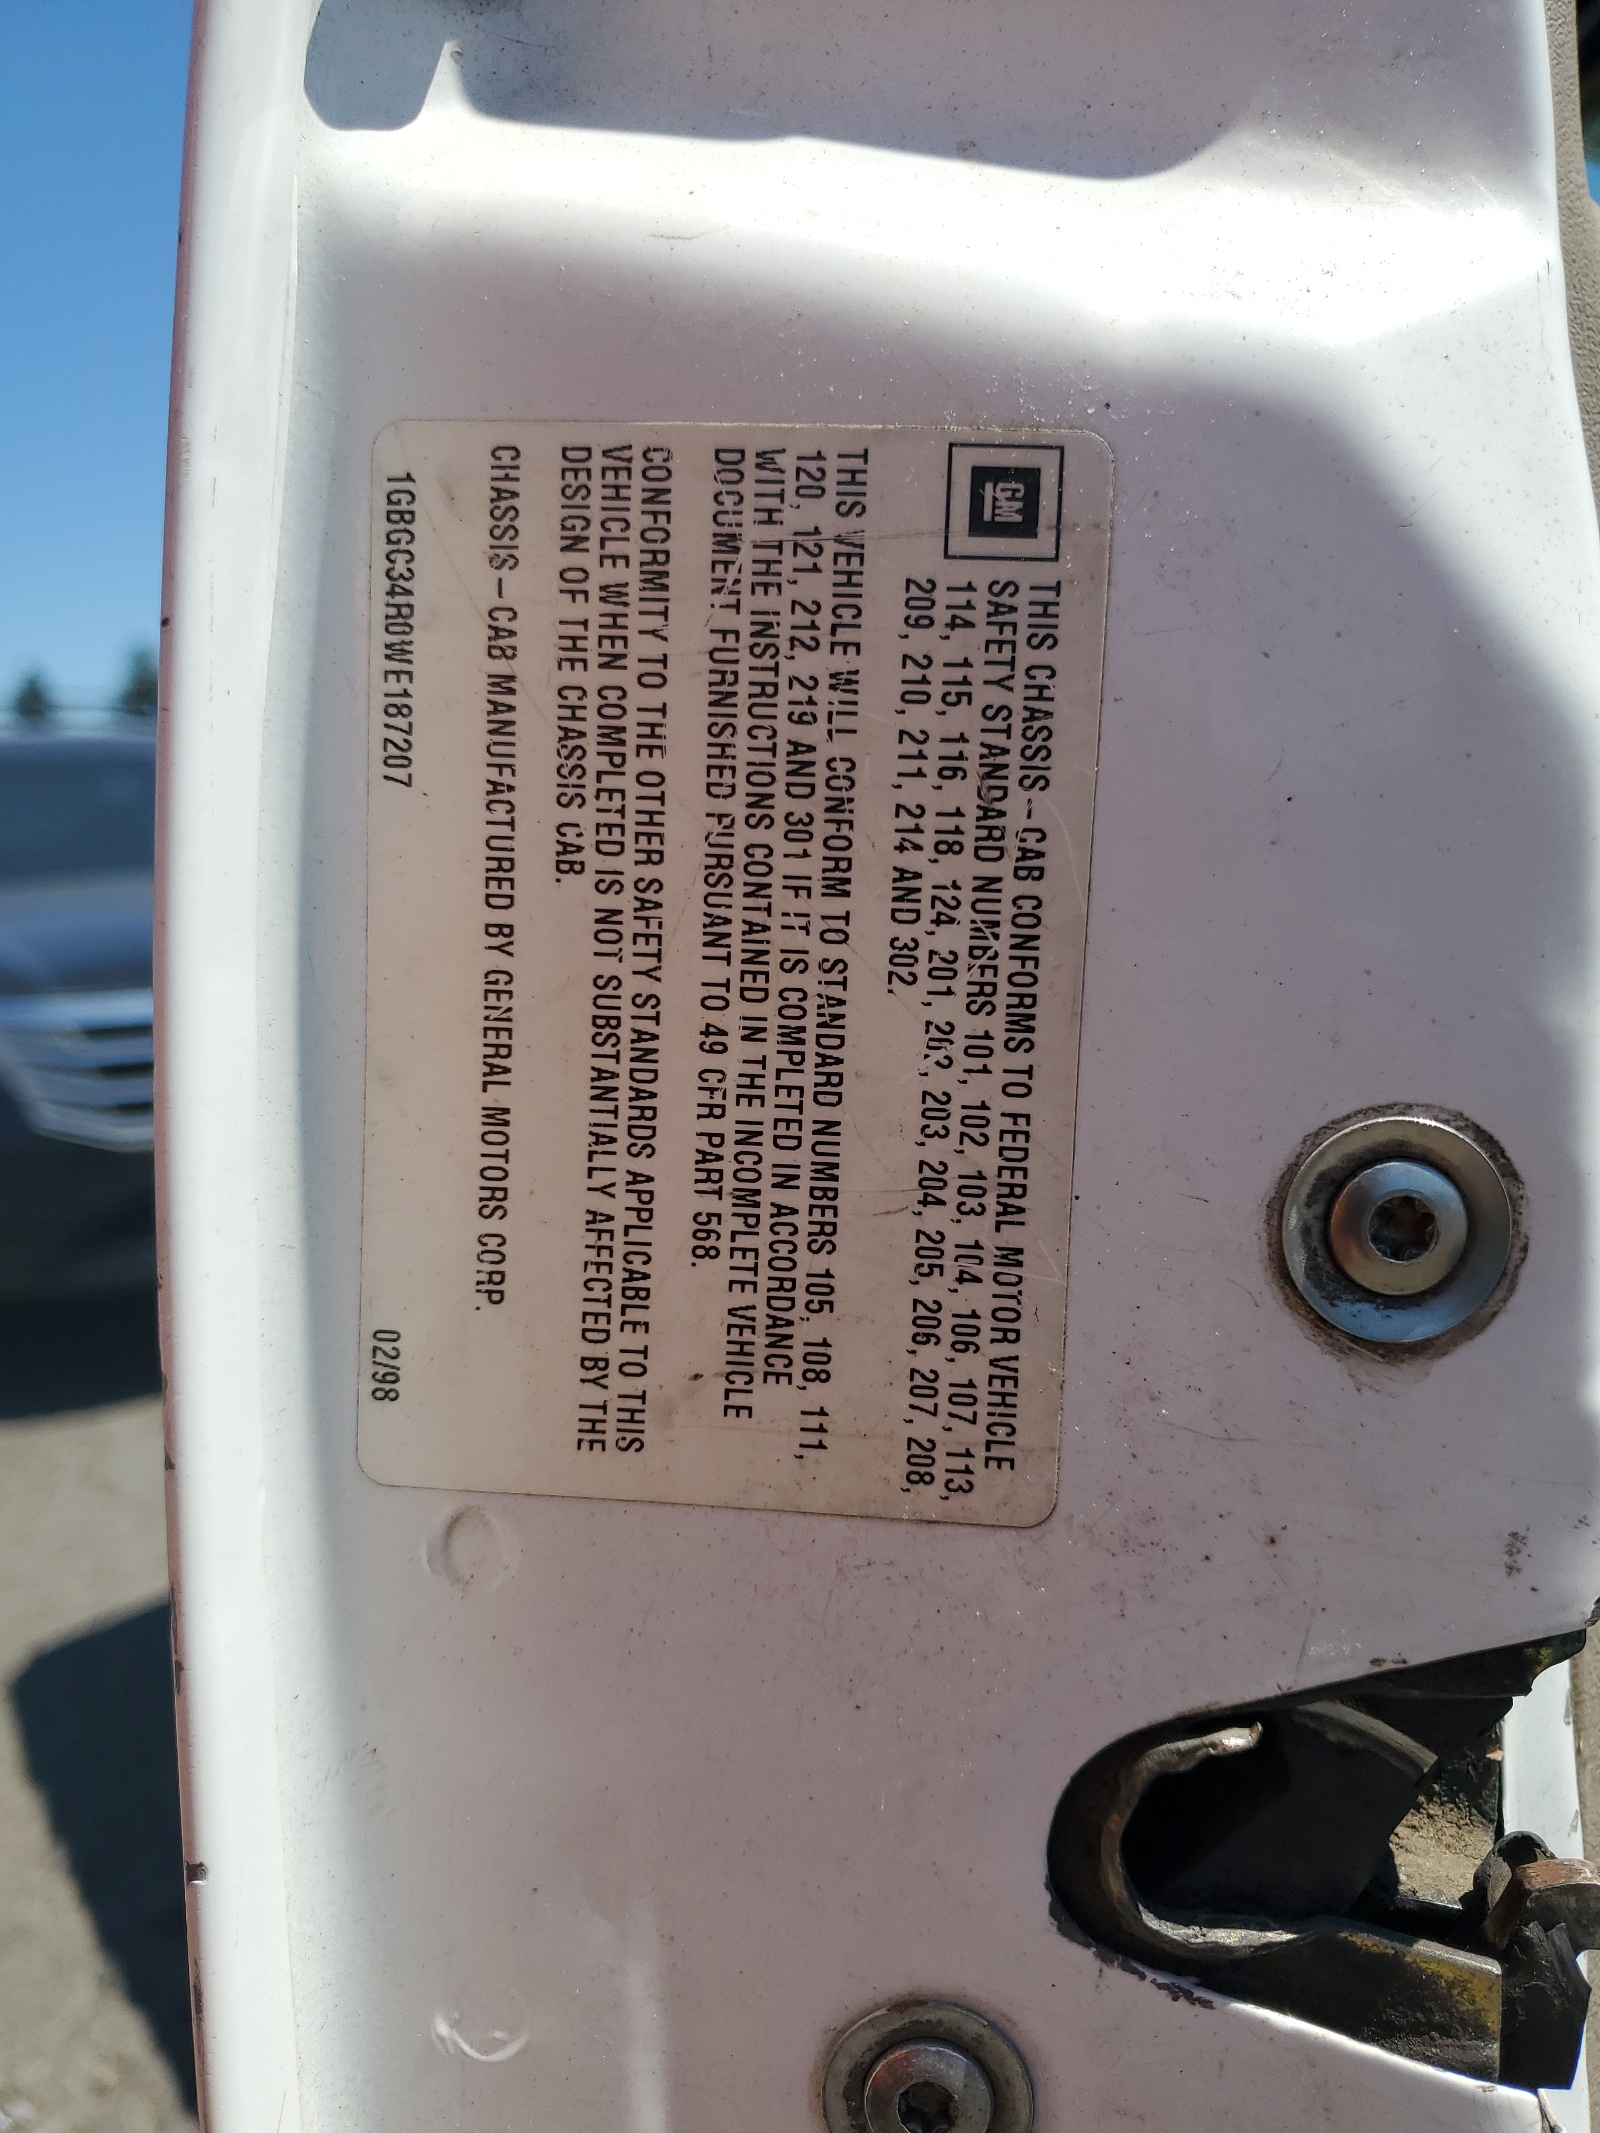 GM
THIS CHASSIS-CAB CONFORMS TO FEDERAL MOTOR VEHICLE
SAFETY STANDARD NUMBERS 101, 102, 103, 104, 106, 107, 113,
114, 115, 116, 118, 124, 201, 202, 203, 204, 205, 206, 207, 208,
209, 210, 211, 214 AND 302.
THIS VEHICLE WILL CONFORM TO STANDARD NUMBERS 105, 108, 111,
120, 121, 212, 219 AND 301 IF IT IS COMPLETED IN ACCORDANCE
WITH THE INSTRUCTIONS CONTAINED IN THE INCOMPLETE VEHICLE
DOCUMENT FURNISHED PURSUANT TO 49 CFR PART 568.
CONFORMITY TO THE OTHER SAFETY STANDARDS APPLICABLE TO THIS
VEHICLE WHEN COMPLETED IS NOT SUBSTANTIALLY AFFECTED BY THE
DESIGN OF THE CHASSIS CAB.
CHASSIS-CAB MANUFACTURED BY GENERAL MOTORS CORP.
1GBGC34R0WE187207 02/98